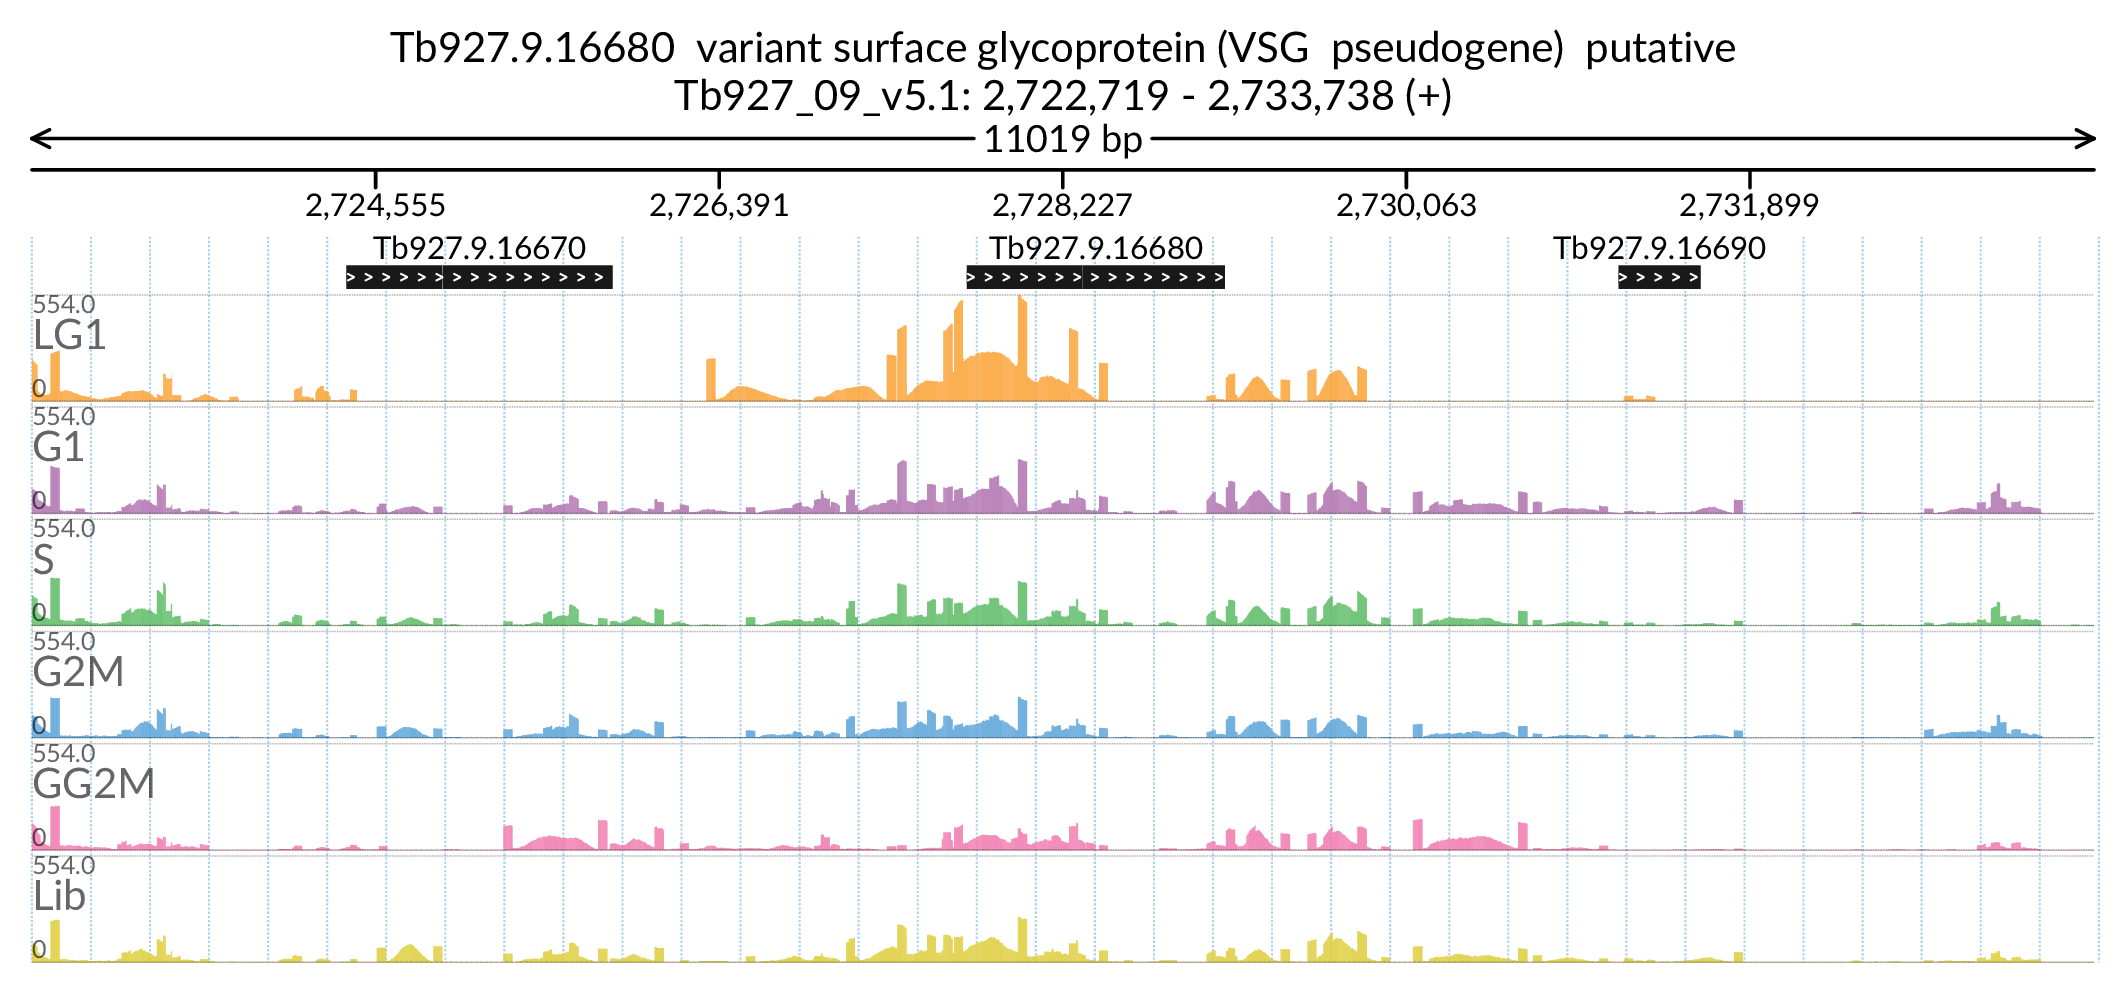 Tb927.9.16680 variant surface glycoprotein (VSG pseudogene) putative
Tb927_09_v5.1: 2,722,719 - 2,733,738 (+)
11019 bp
2,724,555 2,726,391 2,728,227 2,730,063 2,731,899
Tb927.9.16670 Tb927.9.16680 Tb927.9.16690
554.0
LG1
0
554.0
G1
0
554.0
S
0
554.0
G2M
0
554.0
GG2M
0
554.0
Lib
0